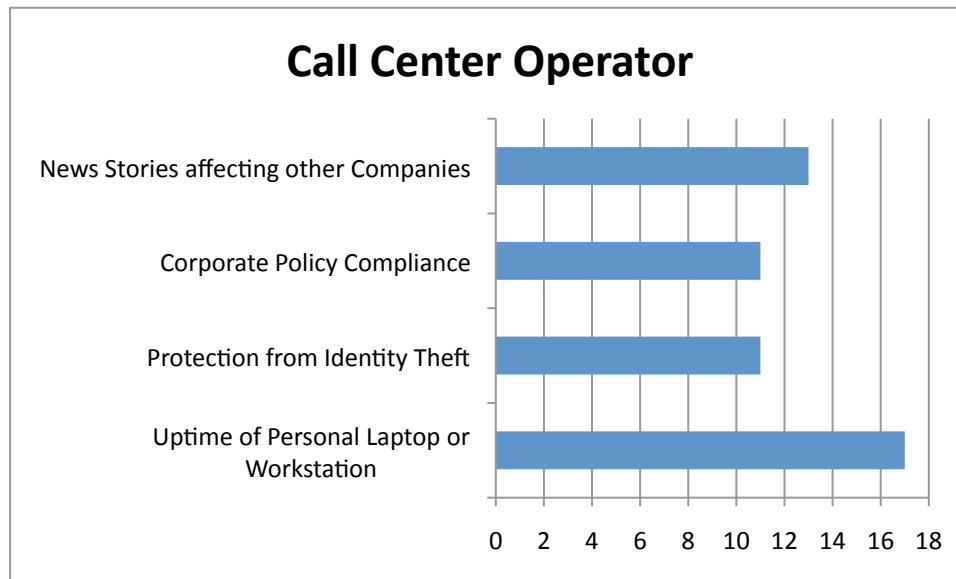 Call Center Operator
News Stories affecting other Companies
Corporate Policy Compliance
Protection from Identity Theft
Uptime of Personal Laptop or
Workstation
0 2 4 6 8 10 12 14 16 18